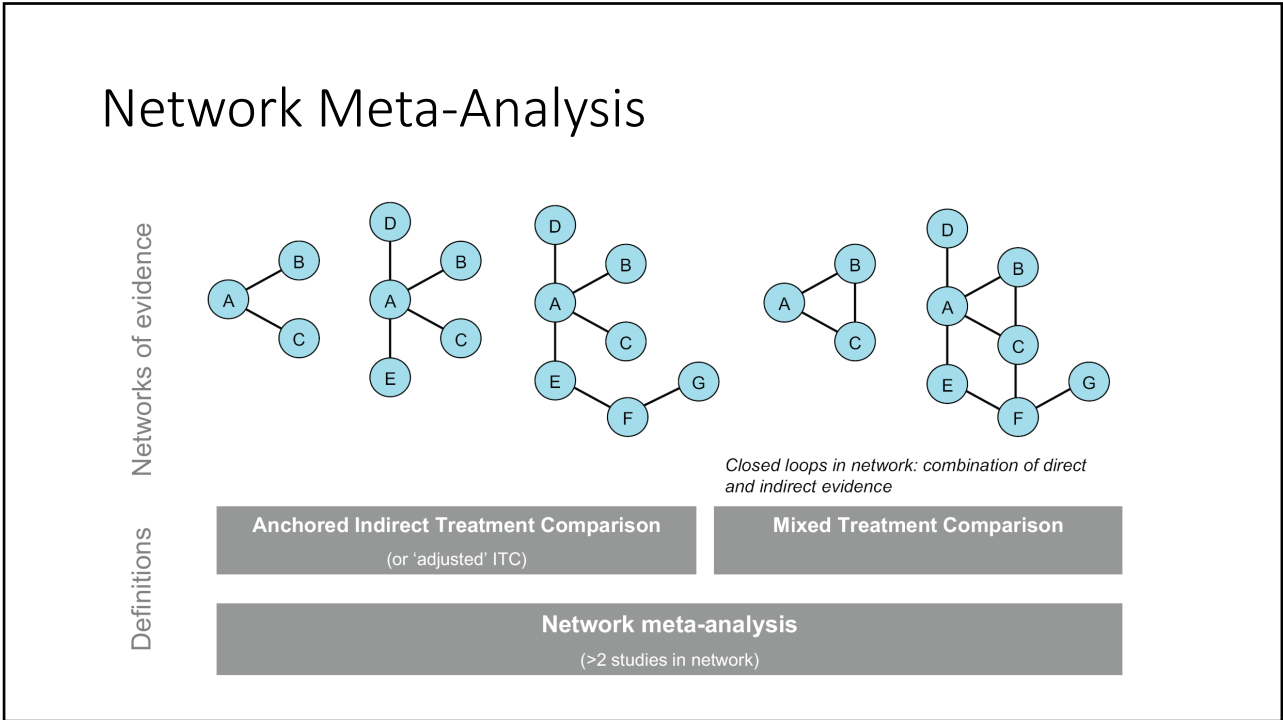 Network Meta-Analysis
Networks of evidence
A
B
C
D
A
B
C
E
D
A
B
C
E
F
G
A
B
C
D
A
B
C
E
F
G
Closed loops in network: combination of direct
and indirect evidence
Definitions
Anchored Indirect Treatment Comparison
(or ‘adjusted’ ITC)
Mixed Treatment Comparison
Network meta-analysis
(>2 studies in network)